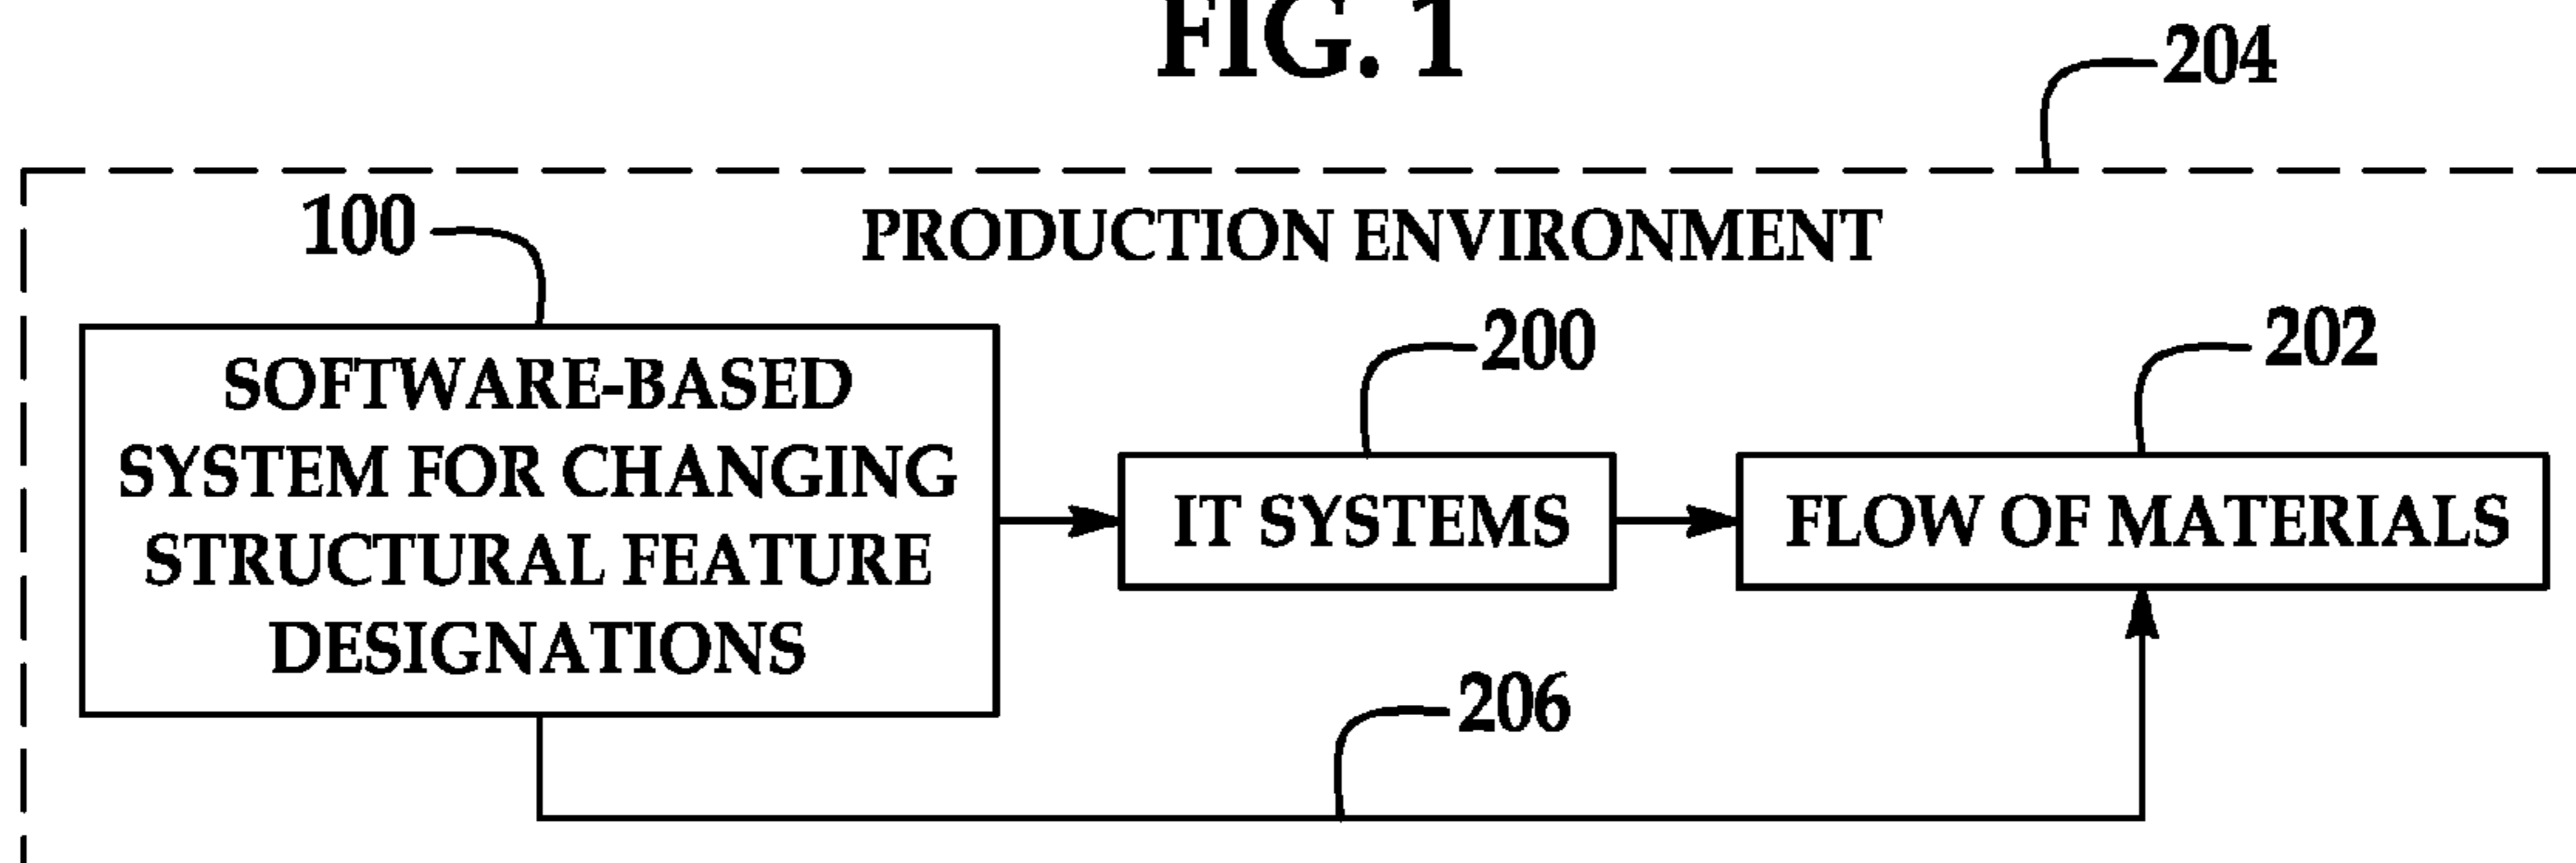 FIG. 1
204
100
PRODUCTION ENVIRONMENT
200
202
SOFTWARE-BASED
SYSTEM FOR CHANGING
STRUCTURAL FEATURE
DESIGNATIONS
IT SYSTEMS
FLOW OF MATERIALS
206